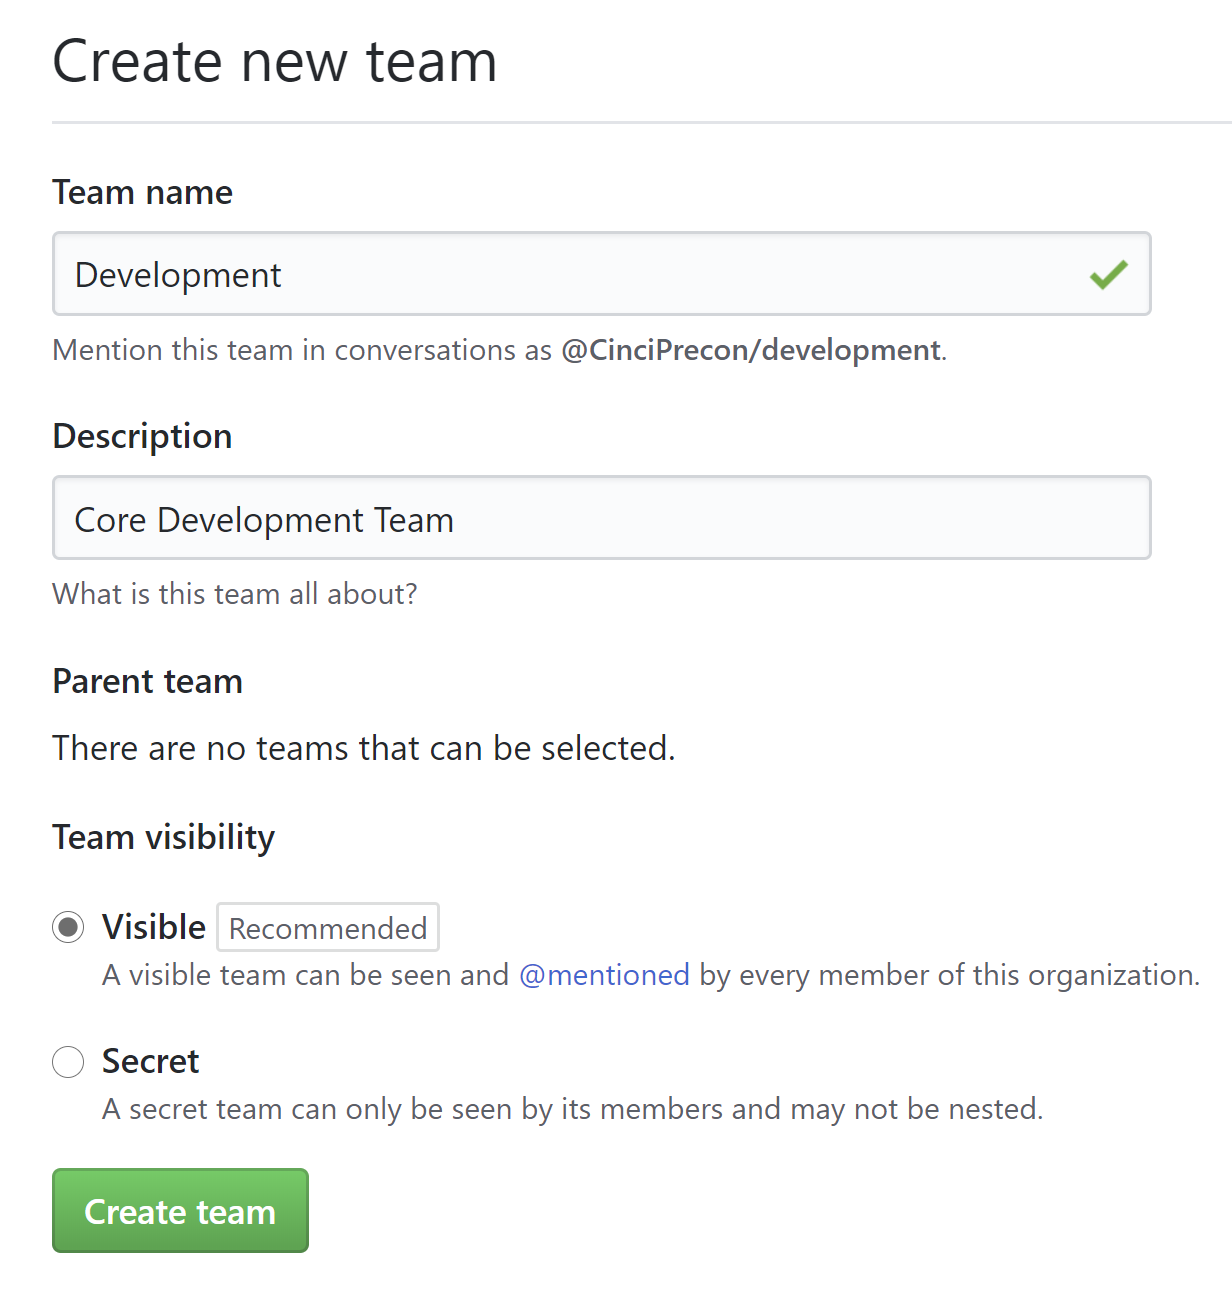 Create new team
Team name
Development
Mention this team in conversations as @CinciPrecon/development.
Description
Core Development Team
What is this team all about?
Parent team
There are no teams that can be selected.
Team visibility
Visible Recommended
A visible team can be seen and @mentioned by every member of this organization.
Secret
A secret team can only be seen by its members and may not be nested.
Create team